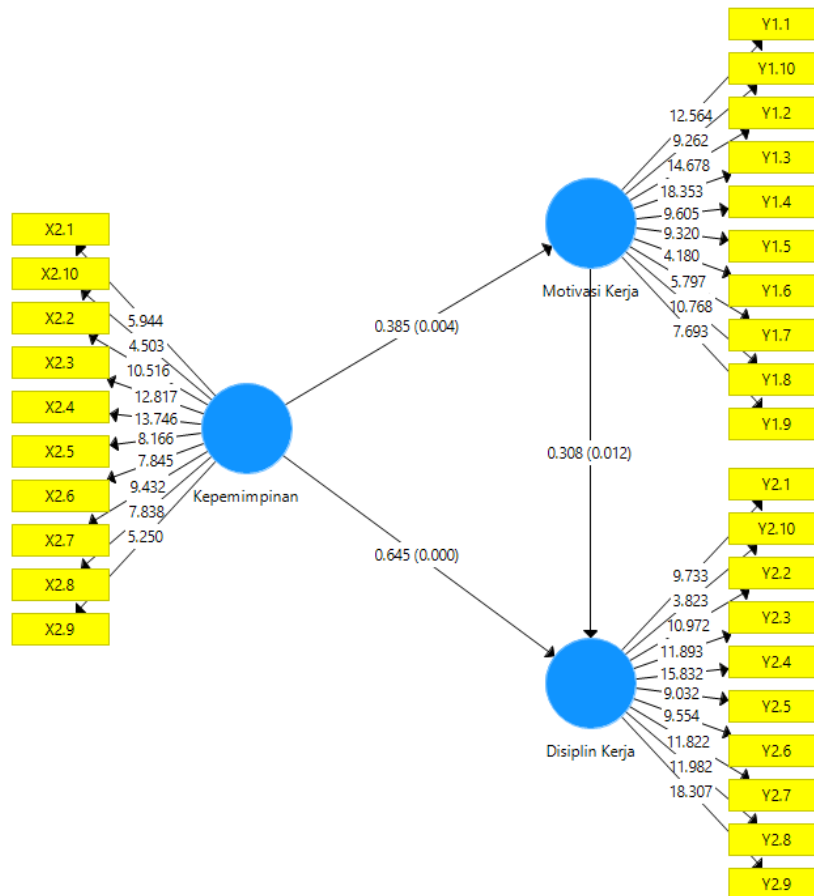 Y1.1
Y1.10
Y1.2
Y1.3
Y1.4
Y1.5
Y1.6
Y1.7
Y1.8
Y1.9
12.564
9.262
14.678
18.353
9.605
9.320
4.180
5.797
10.768
7.693
Motivasi Kerja
X2.1
X2.10
X2.2
X2.3
X2.4
X2.5
X2.6
X2.7
X2.8
X2.9
5.944
4.503
10.516
12.817
13.746
8.166
7.845
9.432
7.838
5.250
Kepemimpinan
0.385 (0.004)
0.308 (0.012)
0.645 (0.000)
Y2.1
Y2.10
Y2.2
Y2.3
Y2.4
Y2.5
Y2.6
Y2.7
Y2.8
Y2.9
9.733
3.823
10.972
11.893
15.832
9.032
9.554
11.822
11.982
18.307
Disiplin Kerja